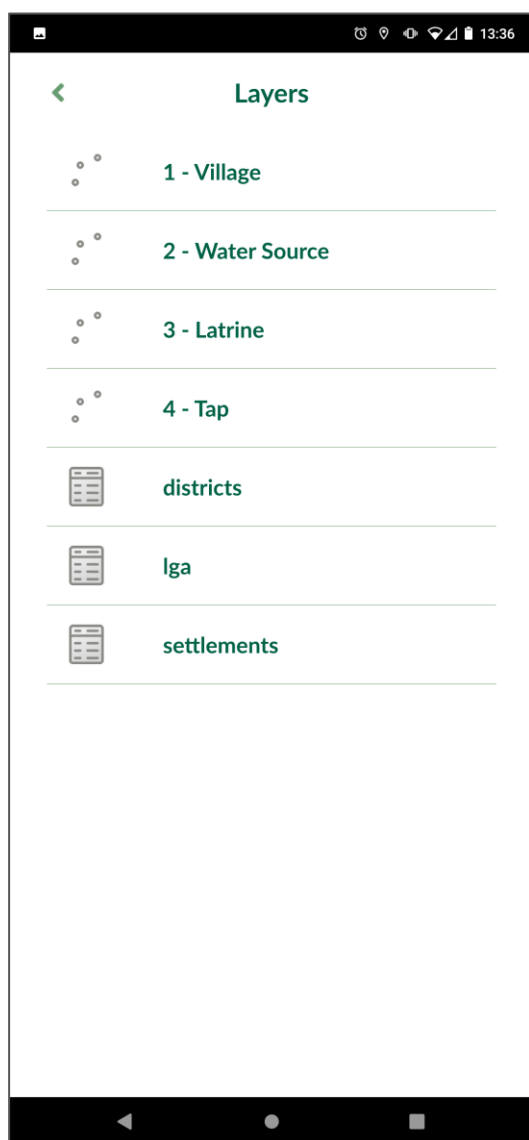 13:36
Layers
1 - Village
2 - Water Source
3 - Latrine
4 - Tap
districts
lga
settlements